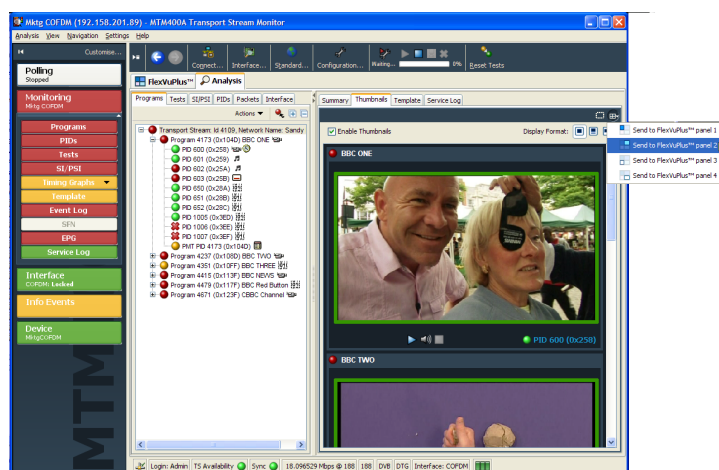 Mktg COFDM (192.158.201.89) - MTM400A Transport Stream Monitor
Analysis View Navigation Settings Help
Customise...
Connect... Interface... Standard... Configuration... Waiting... 0% Reset Tests
Polling
Stopped
FlexVuPlus™ Analysis
Monitoring
Mktg COFDM
Programs Tests SI/PSI PIDs Packets Interface
Summary Thumbnails Template Service Log
Actions
Programs
PIDs
Tests
SI/PSI
Timing Graphs
Template
Event Log
SFN
EPG
Service Log
Interface
COFDM: Locked
Info Events
Device
MktgCOFDM
MTM
Transport Stream: Id 4109, Network Name: Sandy
Program 4173 (0x104D) BBC ONE
PID 600 (0x258)
PID 601 (0x259)
PID 602 (0x25A)
PID 603 (0x25B)
PID 650 (0x28A)
PID 651 (0x28B)
PID 652 (0x28C)
PID 1005 (0x3ED)
PID 1006 (0x3EE)
PID 1007 (0x3EF)
PMT PID 4173 (0x104D)
Program 4237 (0x108D) BBC TWO
Program 4351 (0x10FF) BBC THREE
Program 4415 (0x113F) BBC NEWS
Program 4479 (0x117F) BBC Red Button
Program 4671 (0x123F) CBBC Channel
Enable Thumbnails Display Format:
Send to FlexVuPlus™ panel 1
Send to FlexVuPlus™ panel 2
Send to FlexVuPlus™ panel 3
Send to FlexVuPlus™ panel 4
BBC ONE
PID 600 (0x258)
BBC TWO
Login: Admin TS Availability Sync 18.096529 Mbps @ 188 188 DVB DTG Interface: COFDM